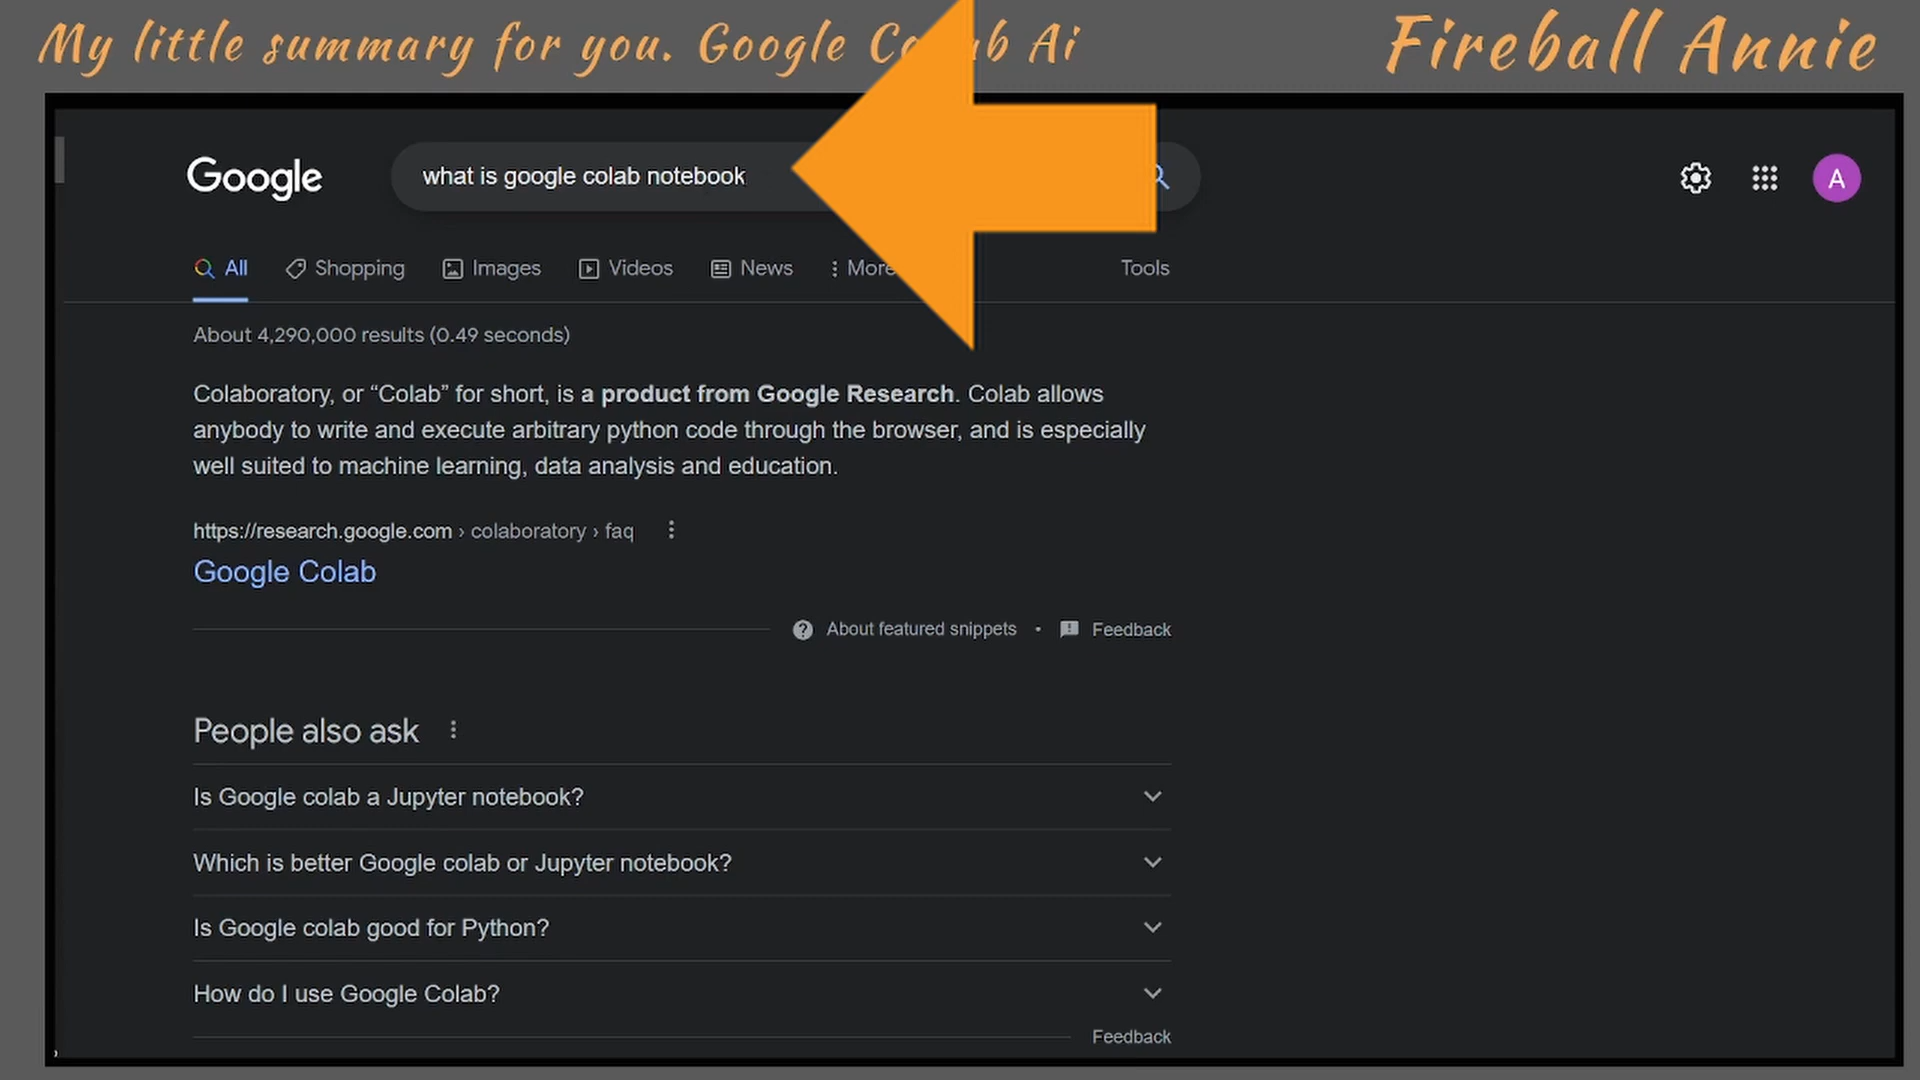 My little summary for you. Google Co b Ai
Fireball Annie
Google
what is google colab notebook
A
All
Shopping
Images
Videos
News
More
Tools
About 4,290,000 results (0.49 seconds)
Colaboratory, or “Colab” for short, is a product from Google Research. Colab allows
anybody to write and execute arbitrary python code through the browser, and is especially
well suited to machine learning, data analysis and education.
https://research.google.com › colaboratory › faq
Google Colab
About featured snippets • Feedback
People also ask
Is Google colab a Jupyter notebook?
Which is better Google colab or Jupyter notebook?
Is Google colab good for Python?
How do I use Google Colab?
Feedback